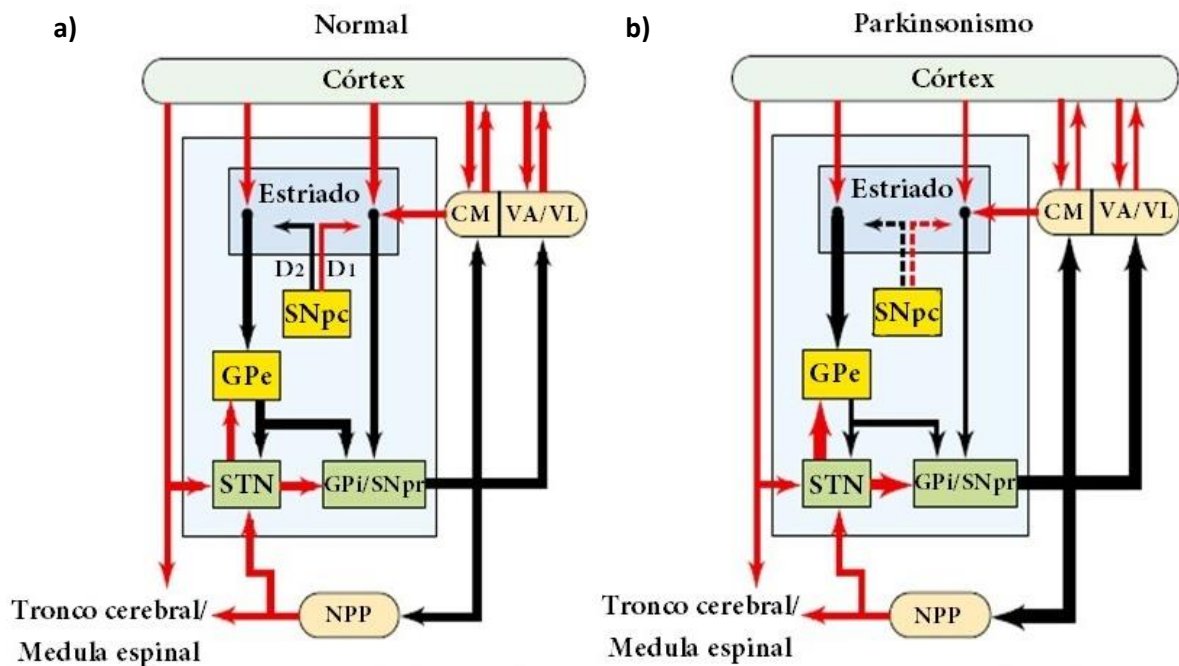 a)
Normal
Córtex
Estriado
CM
VA/VL
D2
D1
SNpc
GPe
STN
GPi/SNpr
NPP
Tronco cerebral/
Medula espinal
b)
Parkinsonismo
Córtex
Estriado
CM
VA/VL
SNpc
GPe
STN
GPi/SNpr
NPP
Tronco cerebral/
Medula espinal